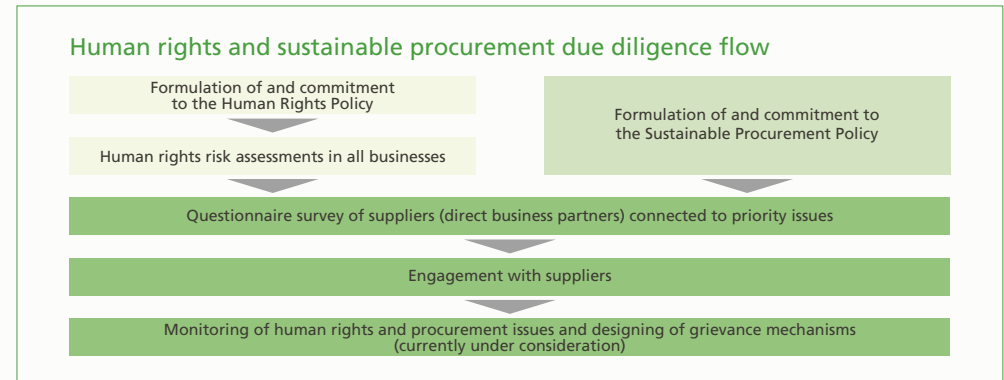 Human rights and sustainable procurement due diligence flow
Formulation of and commitment
to the Human Rights Policy
Human rights risk assessments in all businesses
Formulation of and commitment to
the Sustainable Procurement Policy
Questionnaire survey of suppliers (direct business partners) connected to priority issues
Engagement with suppliers
Monitoring of human rights and procurement issues and designing of grievance mechanisms
(currently under consideration)